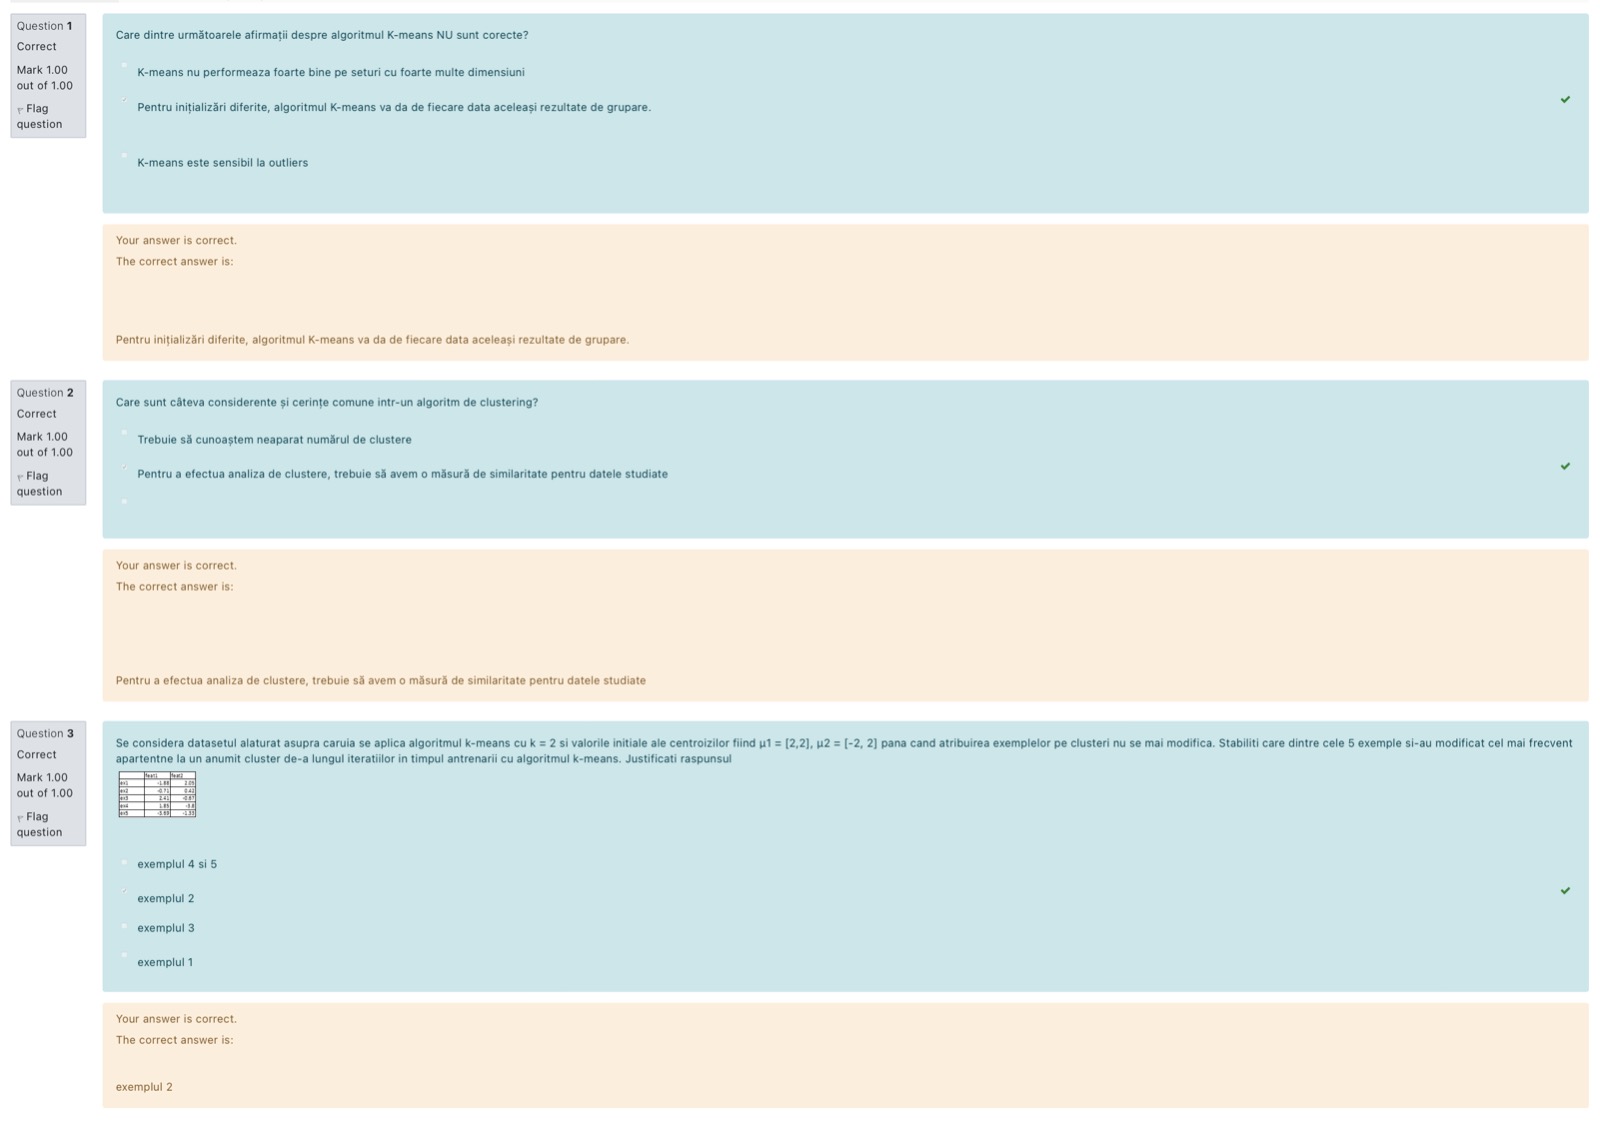 Question 1
Correct
Mark 1.00
out of 1.00
Flag
question
Care dintre următoarele afirmații despre algoritmul K-means NU sunt corecte?
K-means nu performeaza foarte bine pe seturi cu foarte multe dimensiuni
Pentru inițializări diferite, algoritmul K-means va da de fiecare data aceleași rezultate de grupare.
K-means este sensibil la outliers
Your answer is correct.
The correct answer is:
Pentru inițializări diferite, algoritmul K-means va da de fiecare data aceleași rezultate de grupare.
Question 2
Correct
Mark 1.00
out of 1.00
Flag
question
Care sunt câteva considerente și cerințe comune intr-un algoritm de clustering?
Trebuie să cunoaștem neaparat numărul de clustere
Pentru a efectua analiza de clustere, trebuie să avem o măsură de similaritate pentru datele studiate
Your answer is correct.
The correct answer is:
Pentru a efectua analiza de clustere, trebuie să avem o măsură de similaritate pentru datele studiate
Question 3
Correct
Mark 1.00
out of 1.00
Flag
question
Se considera datasetul alaturat asupra caruia se aplica algoritmul k-means cu k = 2 si valorile initiale ale centroizilor fiind µ1 = [2,2], µ2 = [-2, 2] pana cand atribuirea exemplelor pe clusteri nu se mai modifica. Stabiliti care dintre cele 5 exemple si-au modificat cel mai frecvent
apartentne la un anumit cluster de-a lungul iteratiilor in timpul antrenarii cu algoritmul k-means. Justificati raspunsul
feat1 feat2
ex1 2.05
ex2 -0.71 0.42
ex3 2.41 -0.67
ex4 1.85 -3.8
ex5 -1.33
exemplul 4 si 5
exemplul 2
exemplul 3
exemplul 1
Your answer is correct.
The correct answer is:
exemplul 2